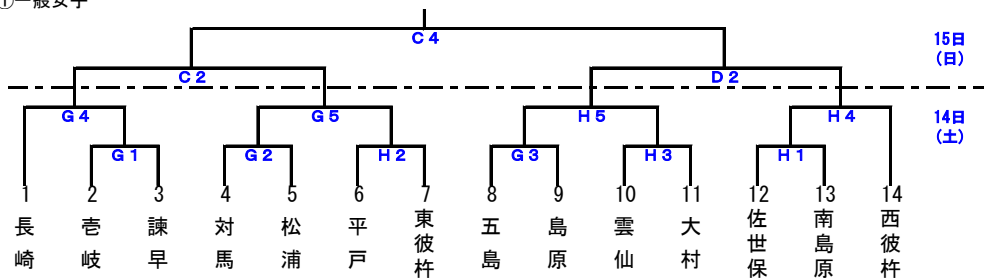 ①一般女子
C4
15日
(日)
C2
D2
G4
G5
H5
H4
14日
(土)
G1
G2
H2
G3
H3
H1
1 2 3 4 5 6 7 8 9 10 11 12 13 14
長崎
壱岐
諫早
対馬
松浦
平戸
東彼杵
五島
島原
雲仙
大村
佐世保
南島原
西彼杵